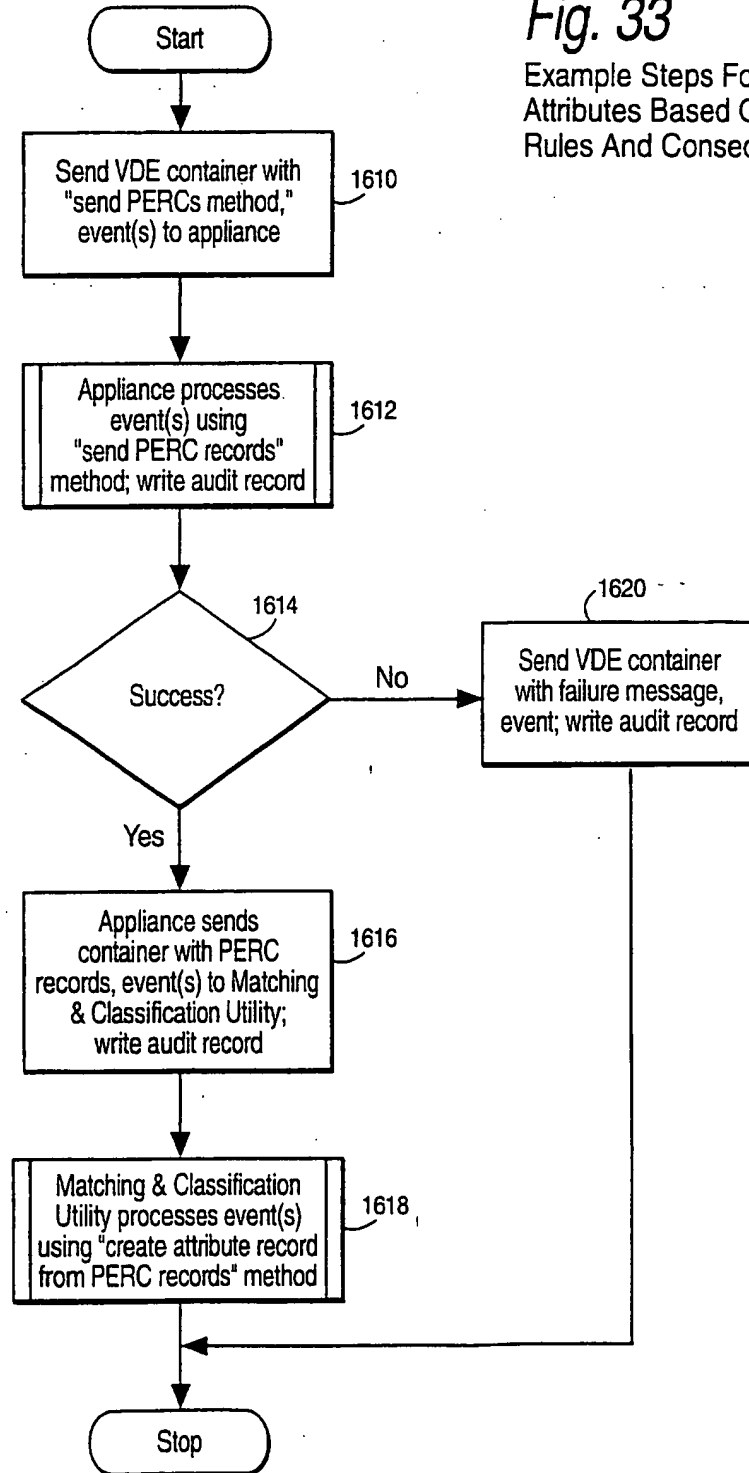 Fig. 33
Example Steps Fo
Attributes Based
Rules And Consec
Start
Send VDE container with
"send PERCs method,"
event(s) to appliance
1610
Appliance processes
event(s) using
"send PERC records"
method; write audit record
1612
1614
Success?
No
1620
Send VDE container
with failure message,
event; write audit record
Yes
Appliance sends
container with PERC
records, event(s) to Matching
& Classification Utility;
write audit record
1616
Matching & Classification
Utility processes event(s)
using "create attribute record
from PERC records" method
1618
Stop